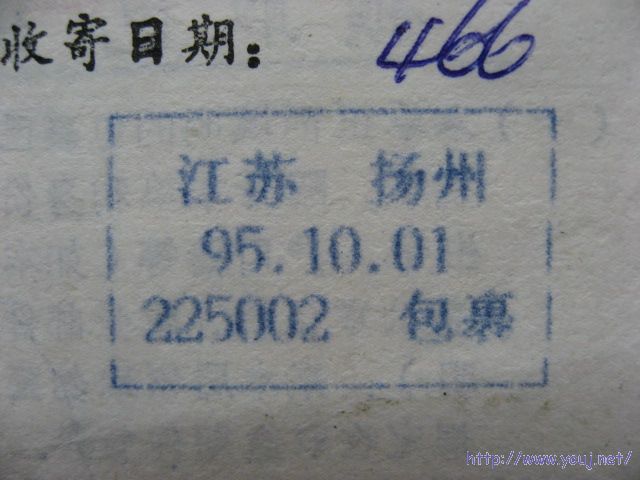 收寄日期： 466
江苏 扬州
95.10.01
225002 包裹
http://www.youj.net/